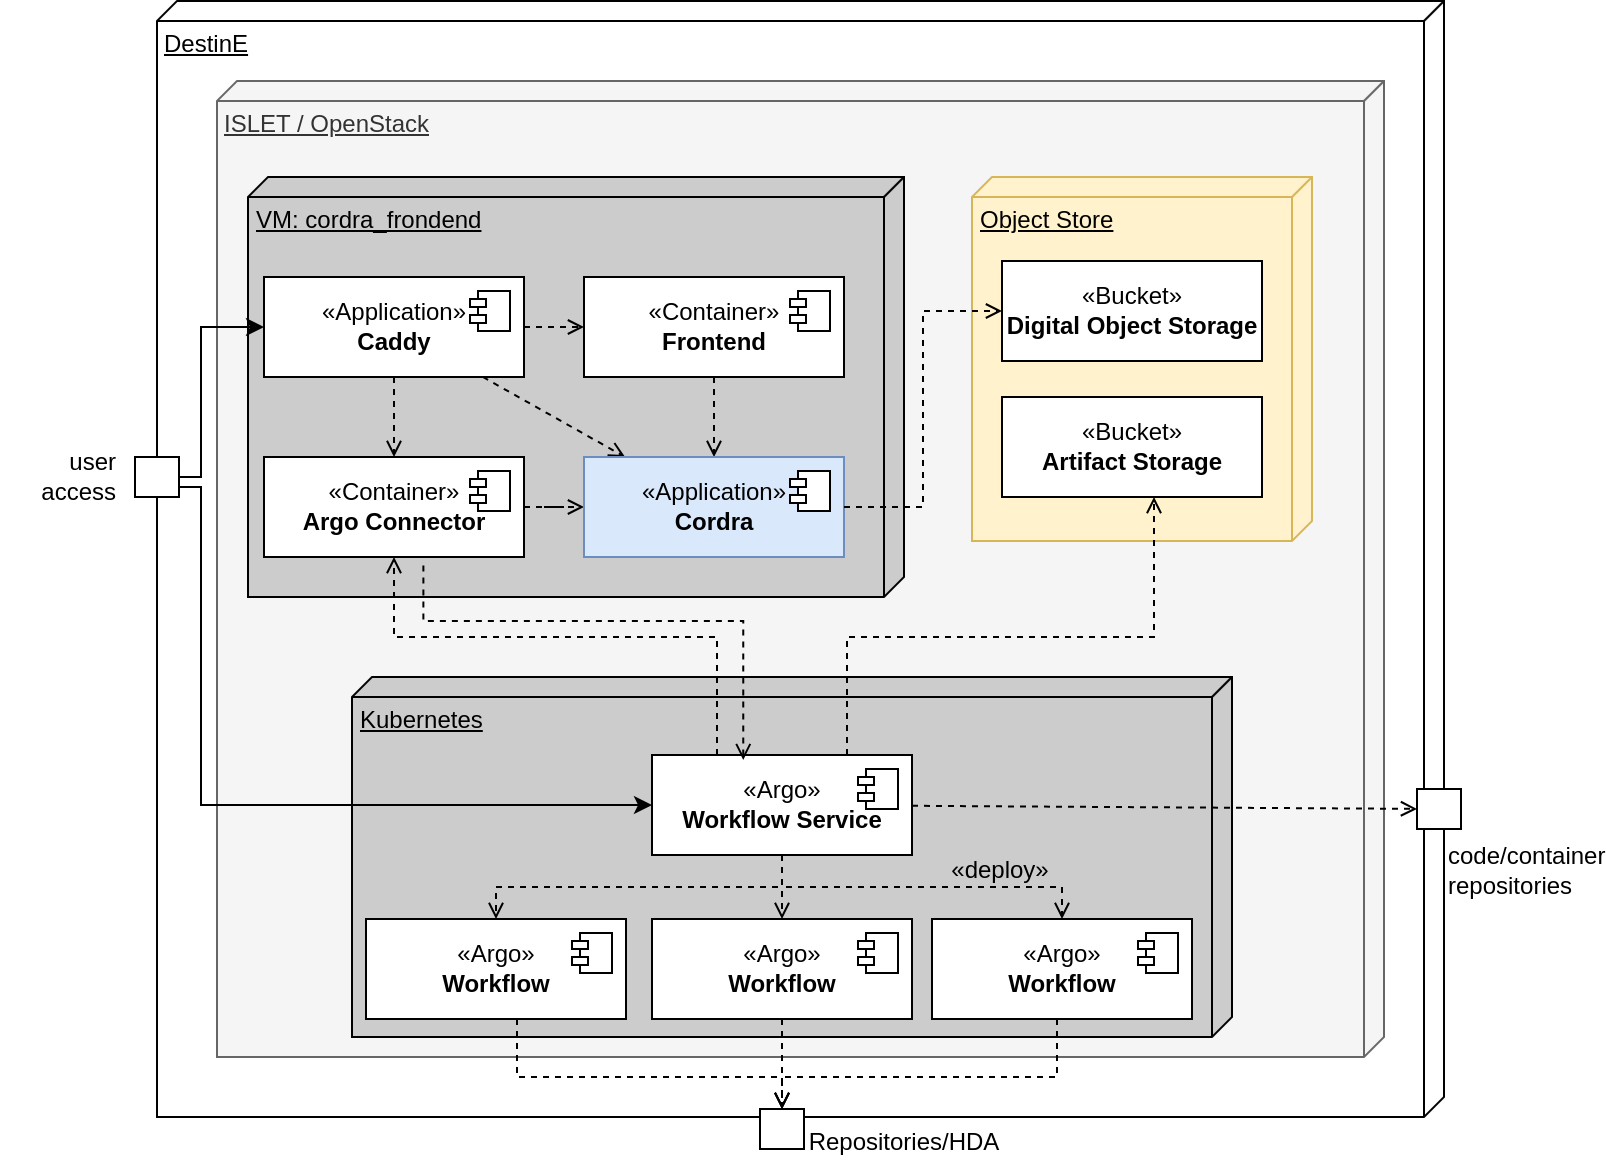 DestinE
ISLET / OpenStack
VM: cordra_frondend
Object Store
«Application»
Caddy
«Container»
Frontend
«Bucket»
Digital Object Storage
«Bucket»
Artifact Storage
user
access
«Container»
Argo Connector
«Application»
Cordra
Kubernetes
«Argo»
Workflow Service
code/container
repositories
«deploy»
«Argo»
Workflow
«Argo»
Workflow
«Argo»
Workflow
Repositories/HDA